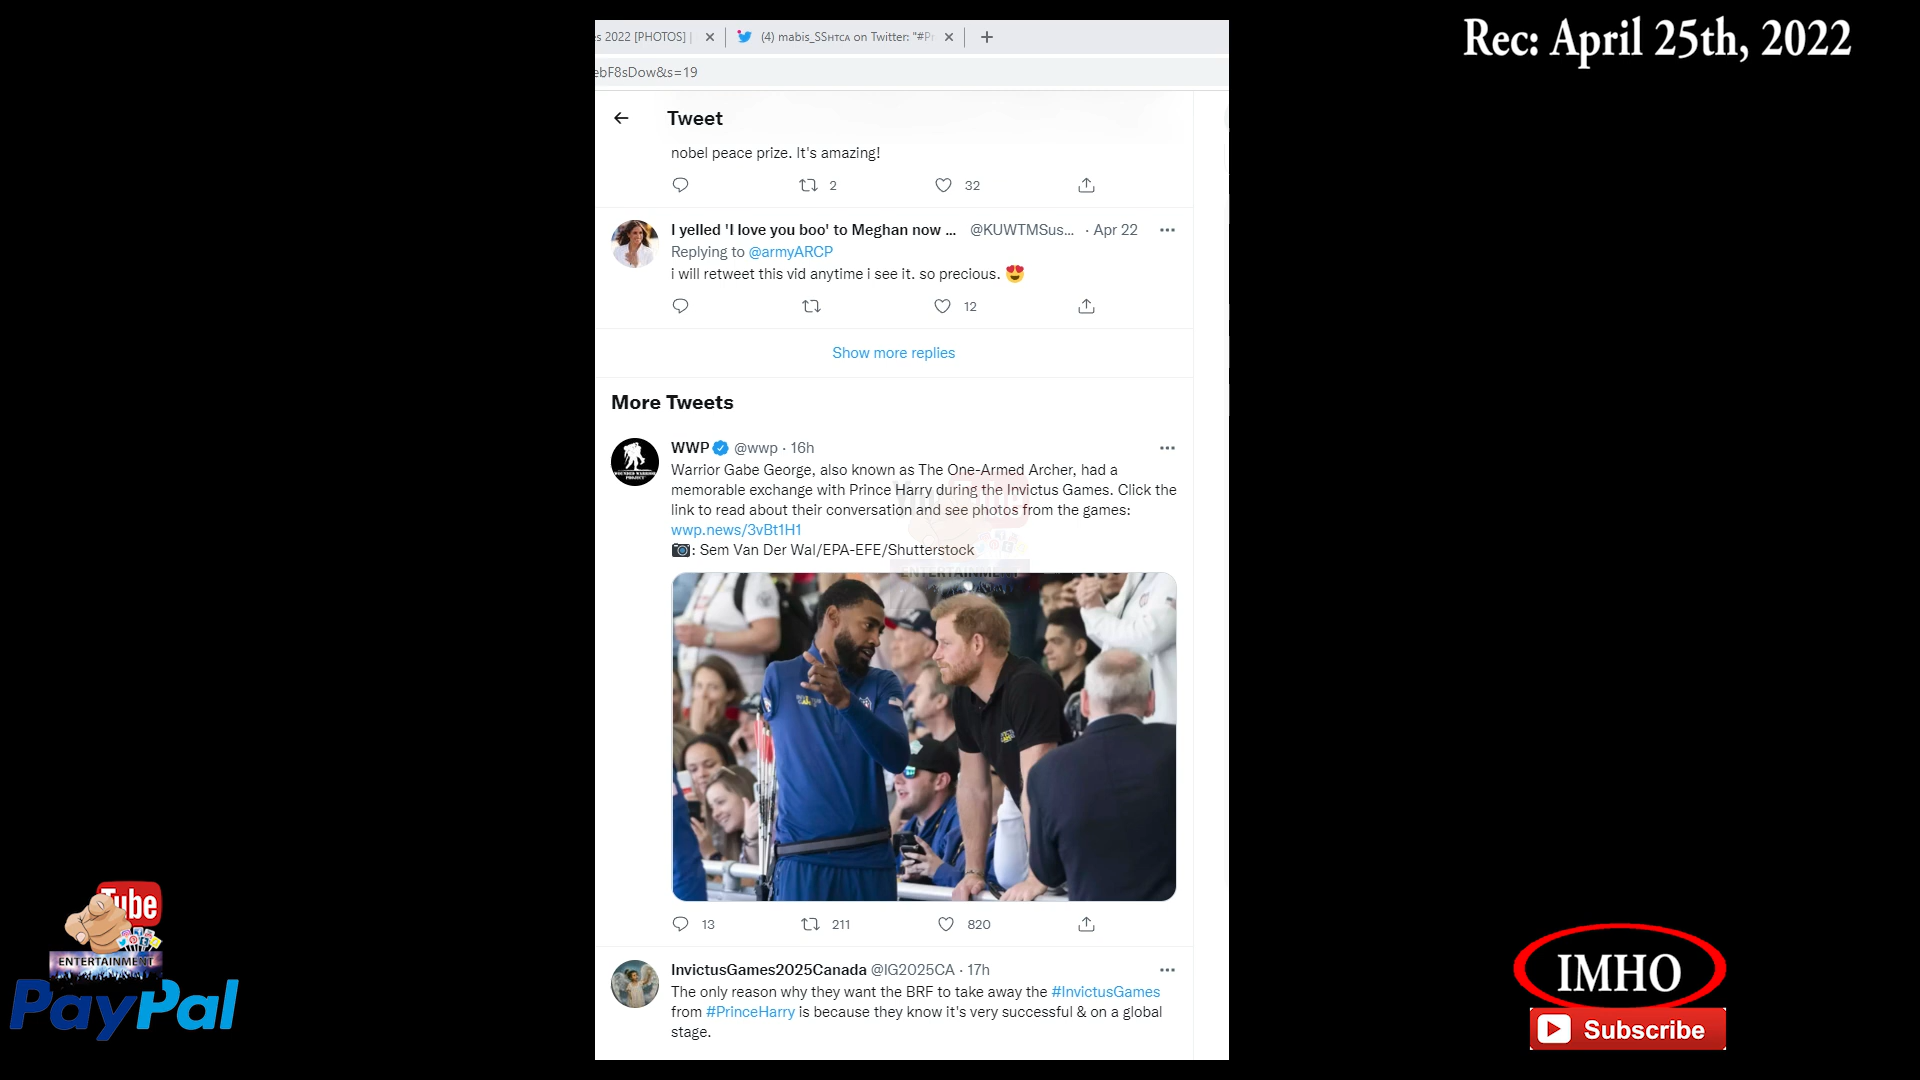 Rec: April 25th, 2022
s 2022 [PHOTOS] |
(4) mabis_SSHTCA on Twitter: "#Pr
ebF8sDow&s=19
Tweet
nobel peace prize. It's amazing!
2
32
I yelled 'I love you boo' to Meghan now ... @KUWTMSus... · Apr 22
Replying to @armyARCP
i will retweet this vid anytime i see it. so precious. 😍
12
Show more replies
More Tweets
WWP @wwp · 16h
Warrior Gabe George, also known as The One-Armed Archer, had a
memorable exchange with Prince Harry during the Invictus Games. Click the
link to read about their conversation and see photos from the games:
wwp.news/3vBt1H1
📷: Sem Van Der Wal/EPA-EFE/Shutterstock
ENTERTAINMENT
13
211
820
InvictusGames2025Canada @IG2025CA · 17h
The only reason why they want the BRF to take away the #InvictusGames
from #PrinceHarry is because they know it's very successful & on a global
stage.
Tube
ENTERTAINMENT
PayPal
IMHO
Subscribe